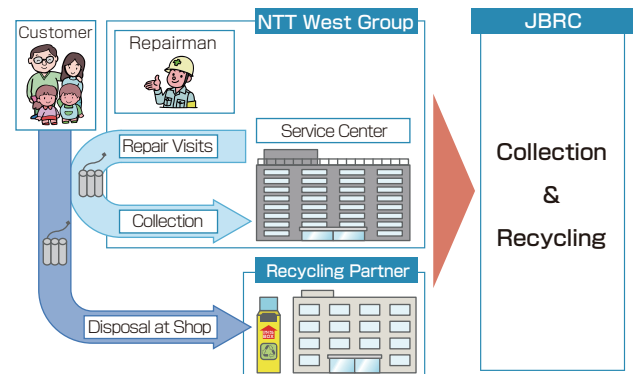 Customer
NTT West Group
JBRC
Repairman
Repair Visits
Service Center
Collection
Collection
&
Recycling
Recycling Partner
Disposal at Shop